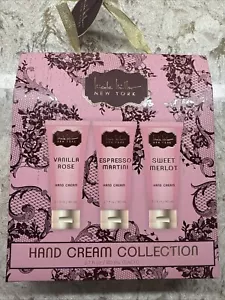 NEW YORK
VANILLA
ROSE
HAND CREAM
ESPRESSO
MARTINI
HAND CREAM
SWEET
MERLOT
HAND CREAM
HAND CREAM COLLECTION